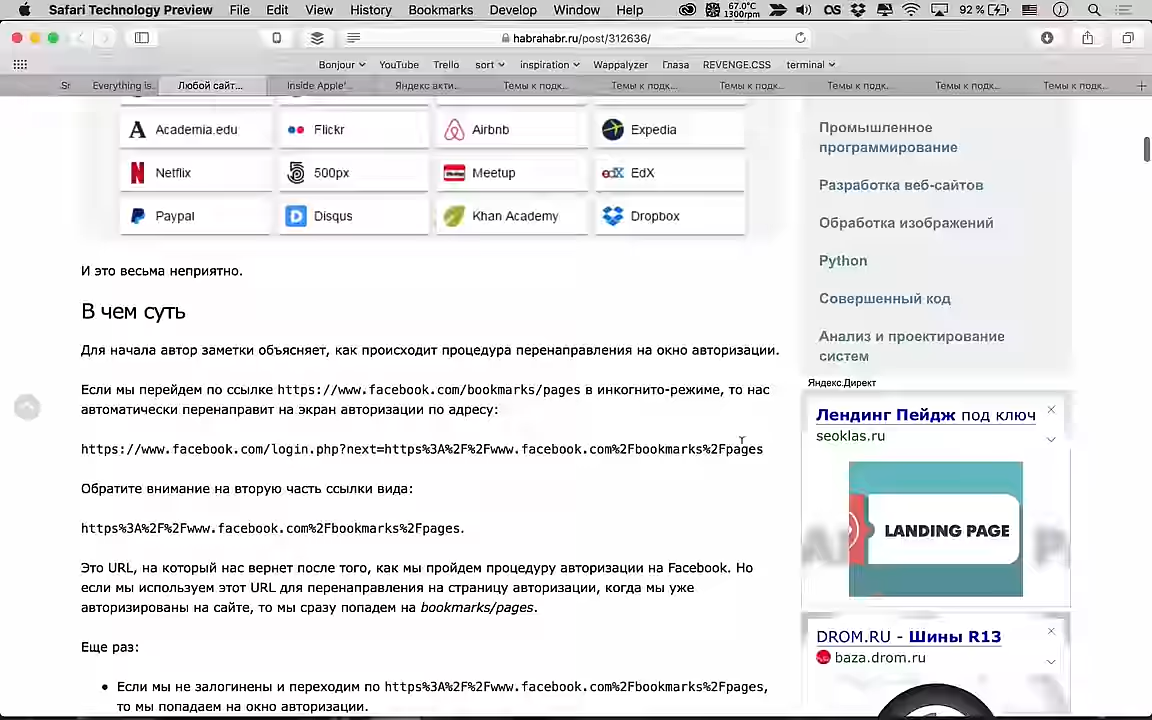 Safari Technology Preview File Edit View History Bookmarks Develop Window Help 67.0°C 1300rpm 92 %
habrahabr.ru/post/312636/
Bonjour YouTube Trello sort inspiration Wappalyzer Глаза REVENGE.CSS terminal
Sr Everything is. Любой сайт... Inside Apple'... Яндекс акти... Темы к подк... Темы к подк... Темы к подк... Темы к подк... Темы к подк... Темы к подк...
Academia.edu Flickr Airbnb Expedia
Netflix 500px Meetup EdX
Paypal Disqus Khan Academy Dropbox
И это весьма неприятно.
В чем суть
Для начала автор заметки объясняет, как происходит процедура перенаправления на окно авторизации.
Если мы перейдем по ссылке https://www.facebook.com/bookmarks/pages в инкогнито-режиме, то нас
автоматически перенаправит на экран авторизации по адресу:
https://www.facebook.com/login.php?next=https%3A%2F%2Fwww.facebook.com%2Fbookmarks%2Fpages
Обратите внимание на вторую часть ссылки вида:
https%3A%2F%2Fwww.facebook.com%2Fbookmarks%2Fpages.
Это URL, на который нас вернет после того, как мы пройдем процедуру авторизации на Facebook. Но
если мы используем этот URL для перенаправления на страницу авторизации, когда мы уже
авторизированы на сайте, то мы сразу попадем на bookmarks/pages.
Еще раз:
• Если мы не залогинены и переходим по https%3A%2F%2Fwww.facebook.com%2Fbookmarks%2Fpages,
то мы попадаем на окно авторизации.
Промышленное
программирование
Разработка веб-сайтов
Обработка изображений
Python
Совершенный код
Анализ и проектирование
систем
Яндекс.Директ
Лендинг Пейдж под ключ
seoklas.ru
LANDING PAGE
DROM.RU - Шины R13
baza.drom.ru